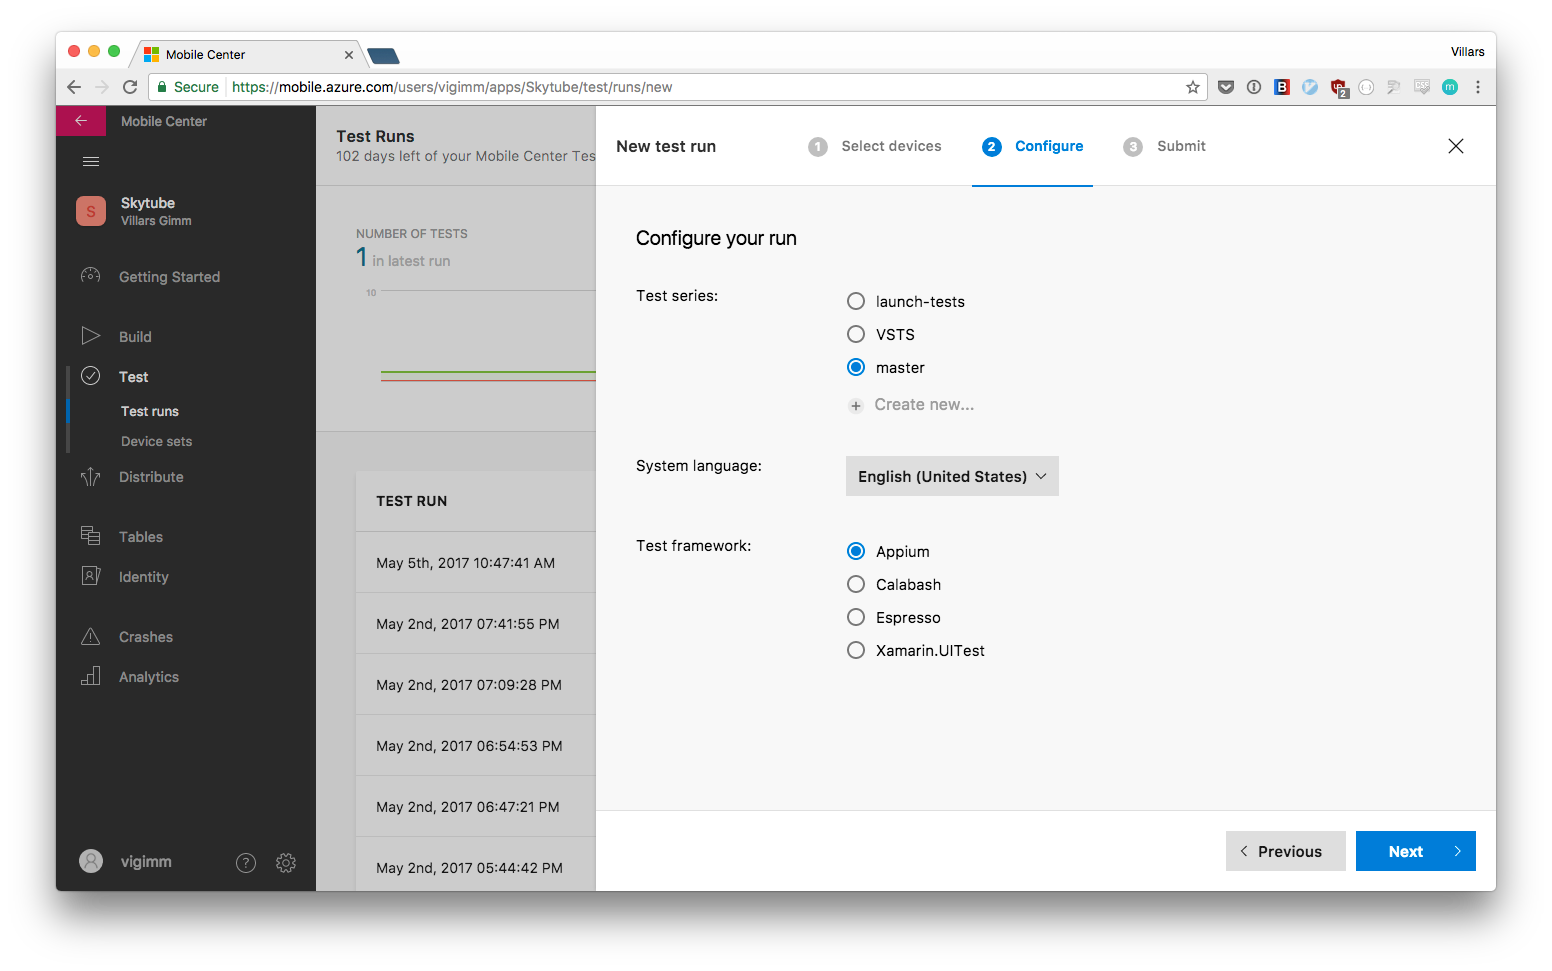 Mobile Center
Villars
Secure
https://mobile.azure.com/users/vigimm/apps/Skytube/test/runs/new
2
m
Mobile Center
S
Skytube
Villars Gimm
Getting Started
Build
Test
Test runs
Device sets
Distribute
Tables
Identity
Crashes
Analytics
vigimm
?
Test Runs
102 days left of your Mobile Center Tes
NUMBER OF TESTS
1 in latest run
10
TEST RUN
May 5th, 2017 10:47:41 AM
May 2nd, 2017 07:41:55 PM
May 2nd, 2017 07:09:28 PM
May 2nd, 2017 06:54:53 PM
May 2nd, 2017 06:47:21 PM
May 2nd, 2017 05:44:42 PM
New test run
1 Select devices
2 Configure
3 Submit
Configure your run
Test series:
launch-tests
VSTS
master
+ Create new...
System language:
English (United States)
Test framework:
Appium
Calabash
Espresso
Xamarin.UITest
Previous
Next